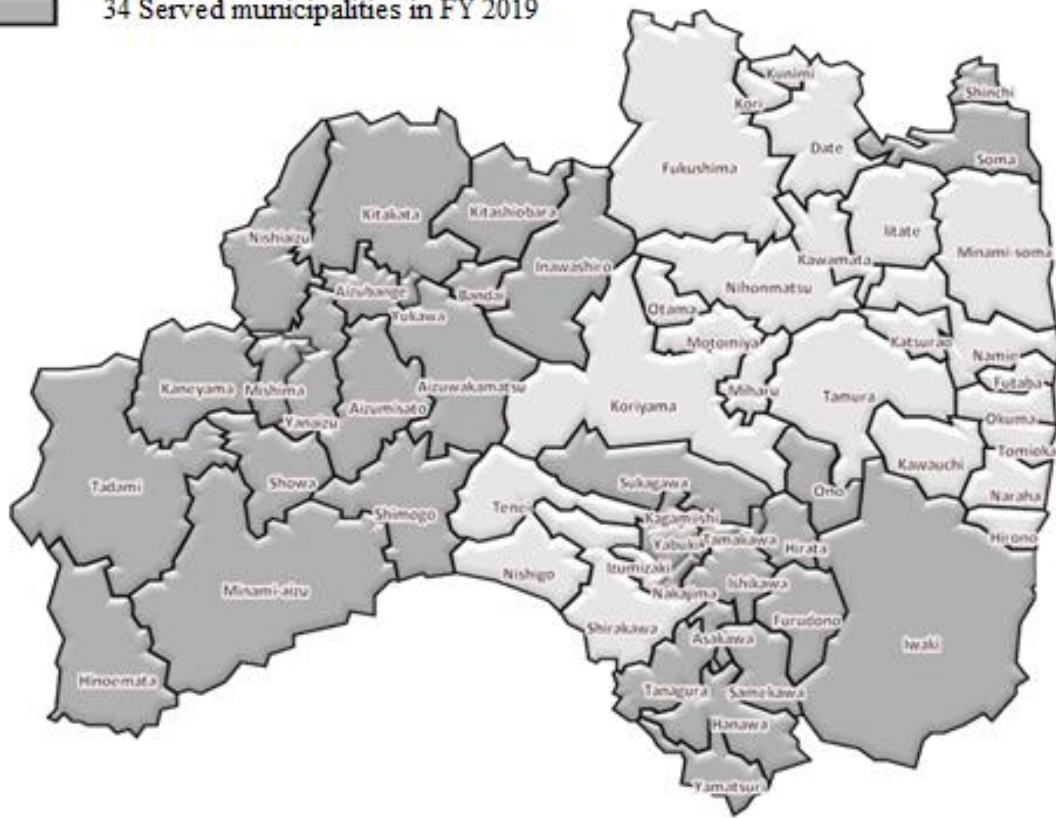 34 Served municipalities in FY 2019
Kunimi
Shinchi
Kori
Date
Soma
Fukushima
Kitakata
Kitashiobara
Iitate
Nishiaizu
Minami-soma
Kawamata
Inawashiro
Nihonmatsu
Aizubange
Bandai
Otama
Yukawa
Motomiya
Katsurao
Namie
Futaba
Kaneyama
Mishima
Aizuwakamatsu
Miharu
Tamura
Aizumisato
Koriyama
Yanaizu
Okuma
Tomioka
Kawauchi
Showa
Sukagawa
Tadami
Ono
Naraha
Tenei
Shimogo
Kagamiishi
Hirono
Yabuki
Tamakawa
Hirata
Izumizaki
Nishigo
Ishikawa
Minami-aizu
Nakajima
Furudono
Shirakawa
Asakawa
Iwaki
Hinoemata
Tanagura
Samekawa
Hanawa
Yamatsuri